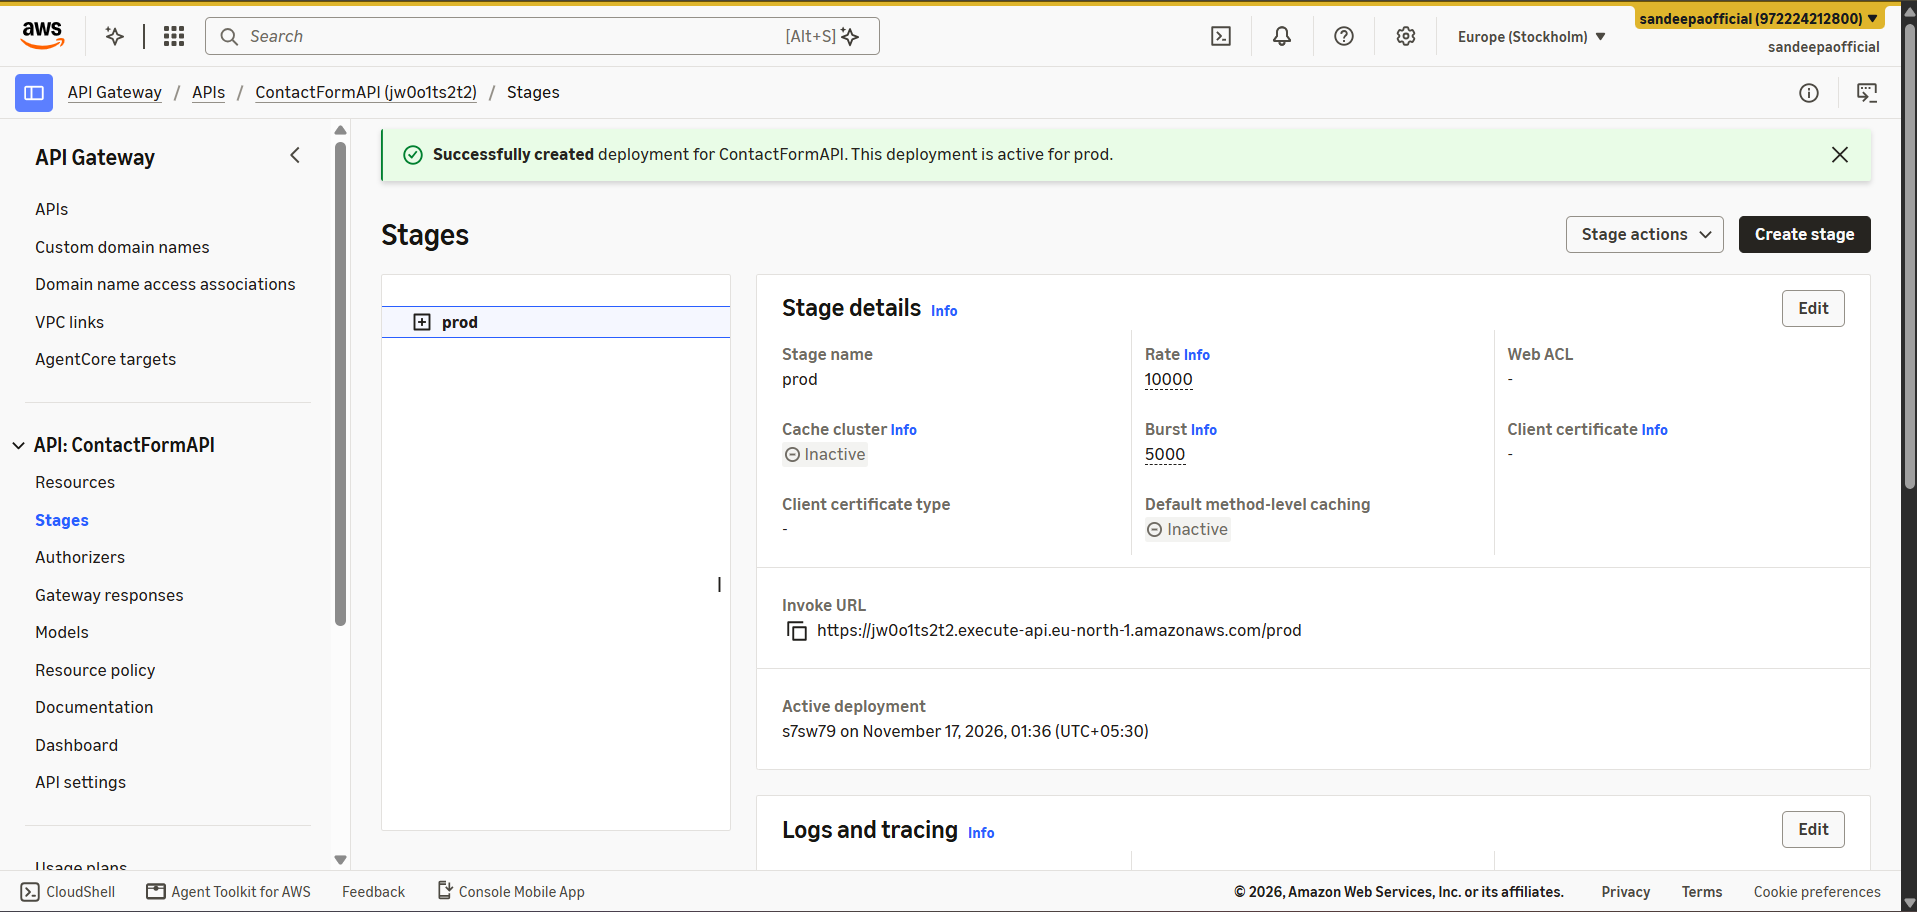 aws
Search
[Alt+S]
Europe (Stockholm)
sandeepaofficial (972224212800)
sandeepaofficial
API Gateway / APIs / ContactFormAPI (jw0o1ts2t2) / Stages
API Gateway
APIs
Custom domain names
Domain name access associations
VPC links
AgentCore targets
API: ContactFormAPI
Resources
Stages
Authorizers
Gateway responses
Models
Resource policy
Documentation
Dashboard
API settings
Usage plans
Successfully created deployment for ContactFormAPI. This deployment is active for prod.
Stages
Stage actions
Create stage
prod
Stage details Info
Edit
Stage name
prod
Rate Info
10000
Web ACL
-
Cache cluster Info
Inactive
Burst Info
5000
Client certificate Info
-
Client certificate type
-
Default method-level caching
Inactive
Invoke URL
https://jw0o1ts2t2.execute-api.eu-north-1.amazonaws.com/prod
Active deployment
s7sw79 on November 17, 2026, 01:36 (UTC+05:30)
Logs and tracing Info
Edit
CloudShell
Agent Toolkit for AWS
Feedback
Console Mobile App
© 2026, Amazon Web Services, Inc. or its affiliates.
Privacy
Terms
Cookie preferences